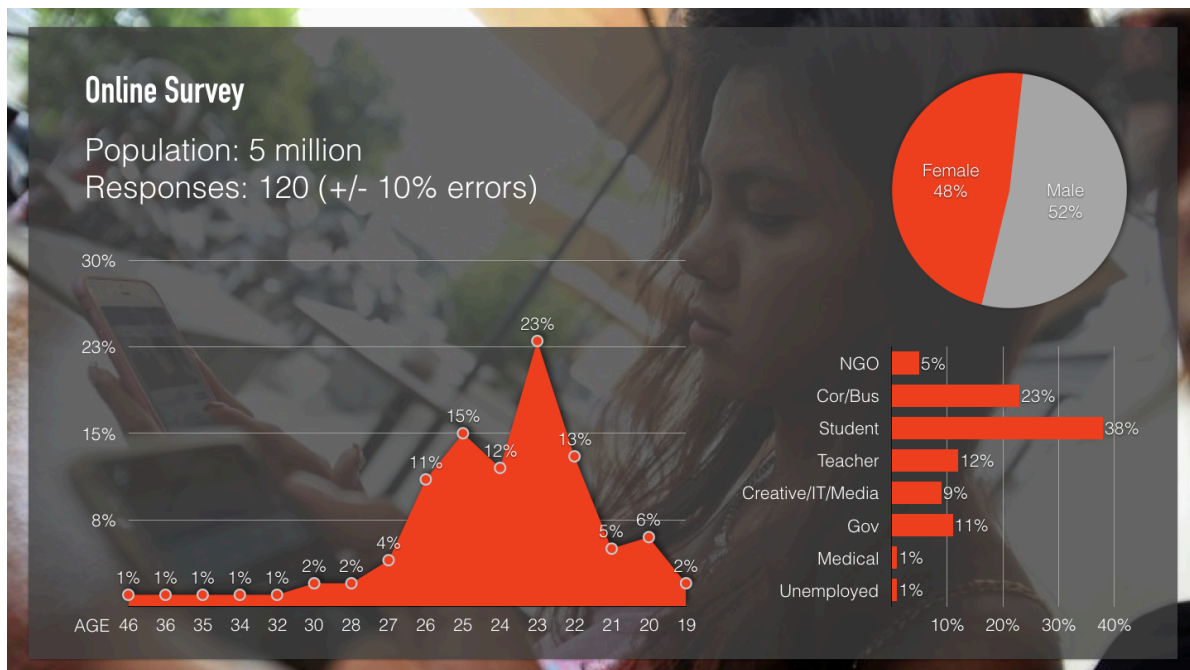 Online Survey
Population: 5 million
Responses: 120 (+/- 10% errors)
Female
48%
Male
52%
30%
23%
15%
8%
1% 1% 1% 1% 1% 2% 2% 4% 11% 15% 12% 23% 13% 5% 6% 2%
AGE 46 36 35 34 32 30 28 27 26 25 24 23 22 21 20 19
NGO 5%
Cor/Bus 23%
Student 38%
Teacher 12%
Creative/IT/Media 9%
Gov 11%
Medical 1%
Unemployed 1%
10% 20% 30% 40%